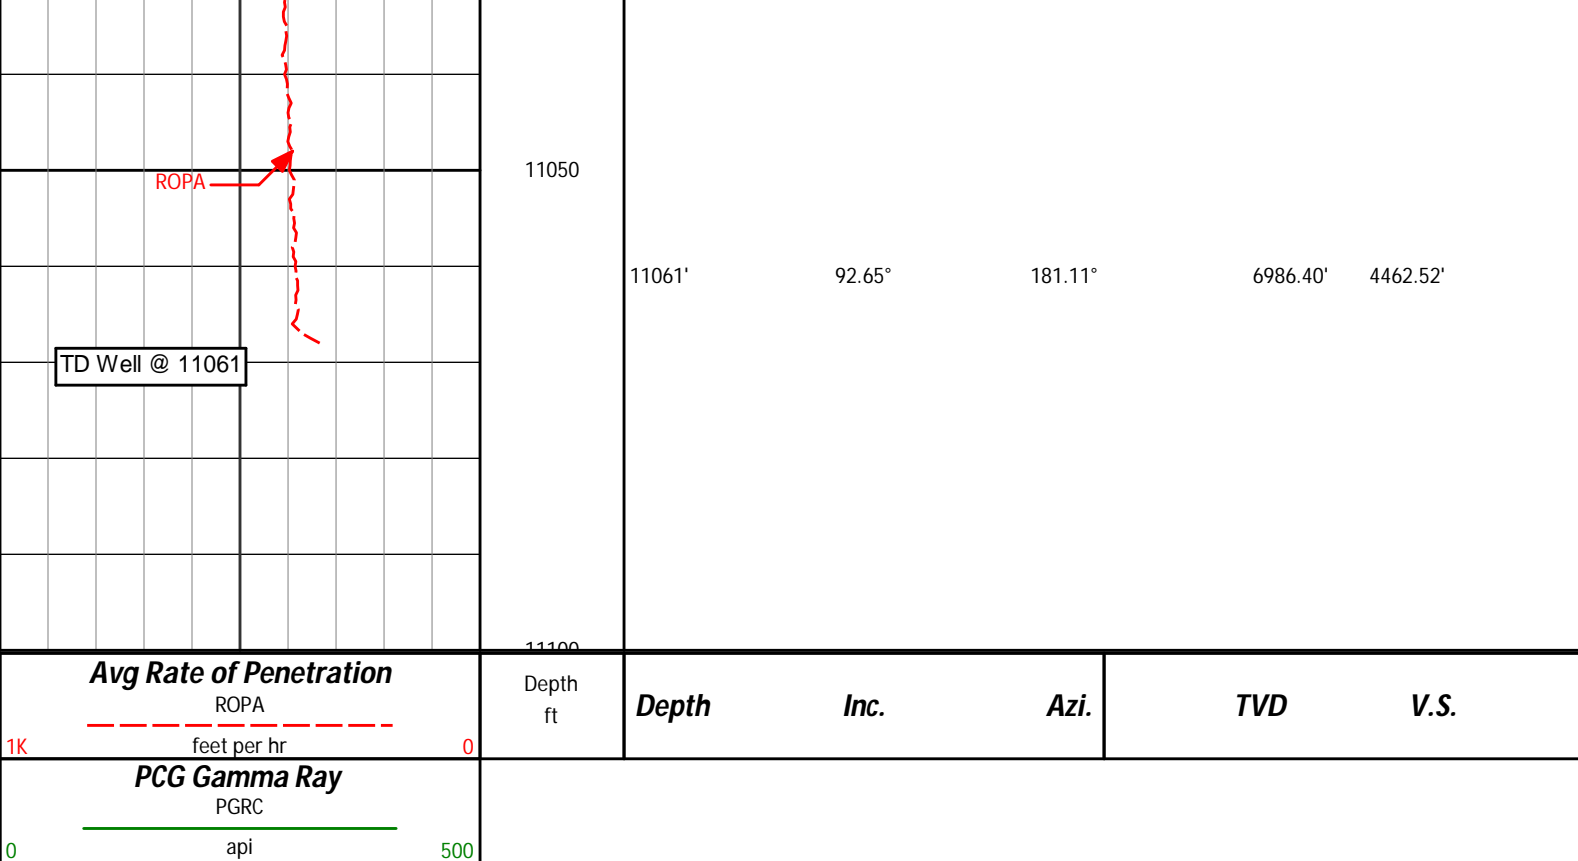 11050
ROPA
11061' 92.65° 181.11° 6986.40' 4462.52'
TD Well @ 11061
11100
Avg Rate of Penetration
ROPA
1K feet per hr 0
Depth
ft
Depth Inc. Azi. TVD V.S.
PCG Gamma Ray
PGRC
0 api 500